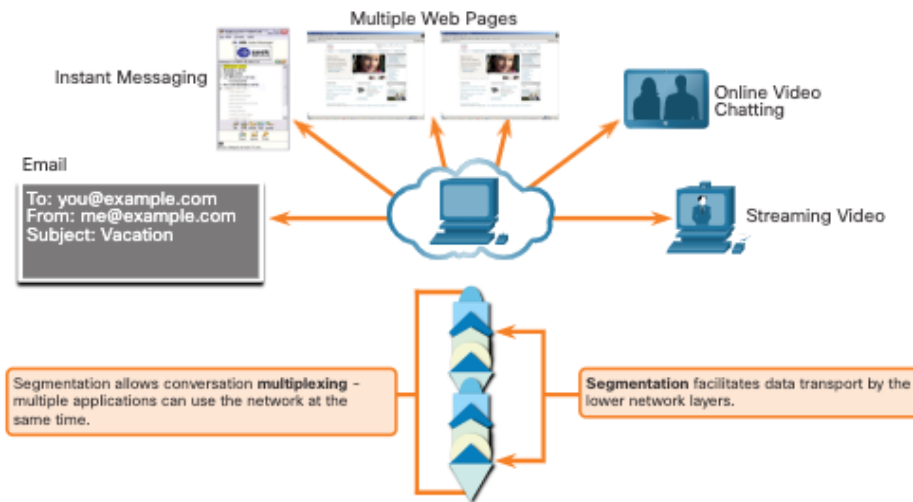 Multiple Web Pages
Instant Messaging
Online Video
Chatting
Email
To: you@example.com
From: me@example.com
Subject: Vacation
Streaming Video
Segmentation allows conversation multiplexing –
multiple applications can use the network at the
same time.
Segmentation facilitates data transport by the
lower network layers.